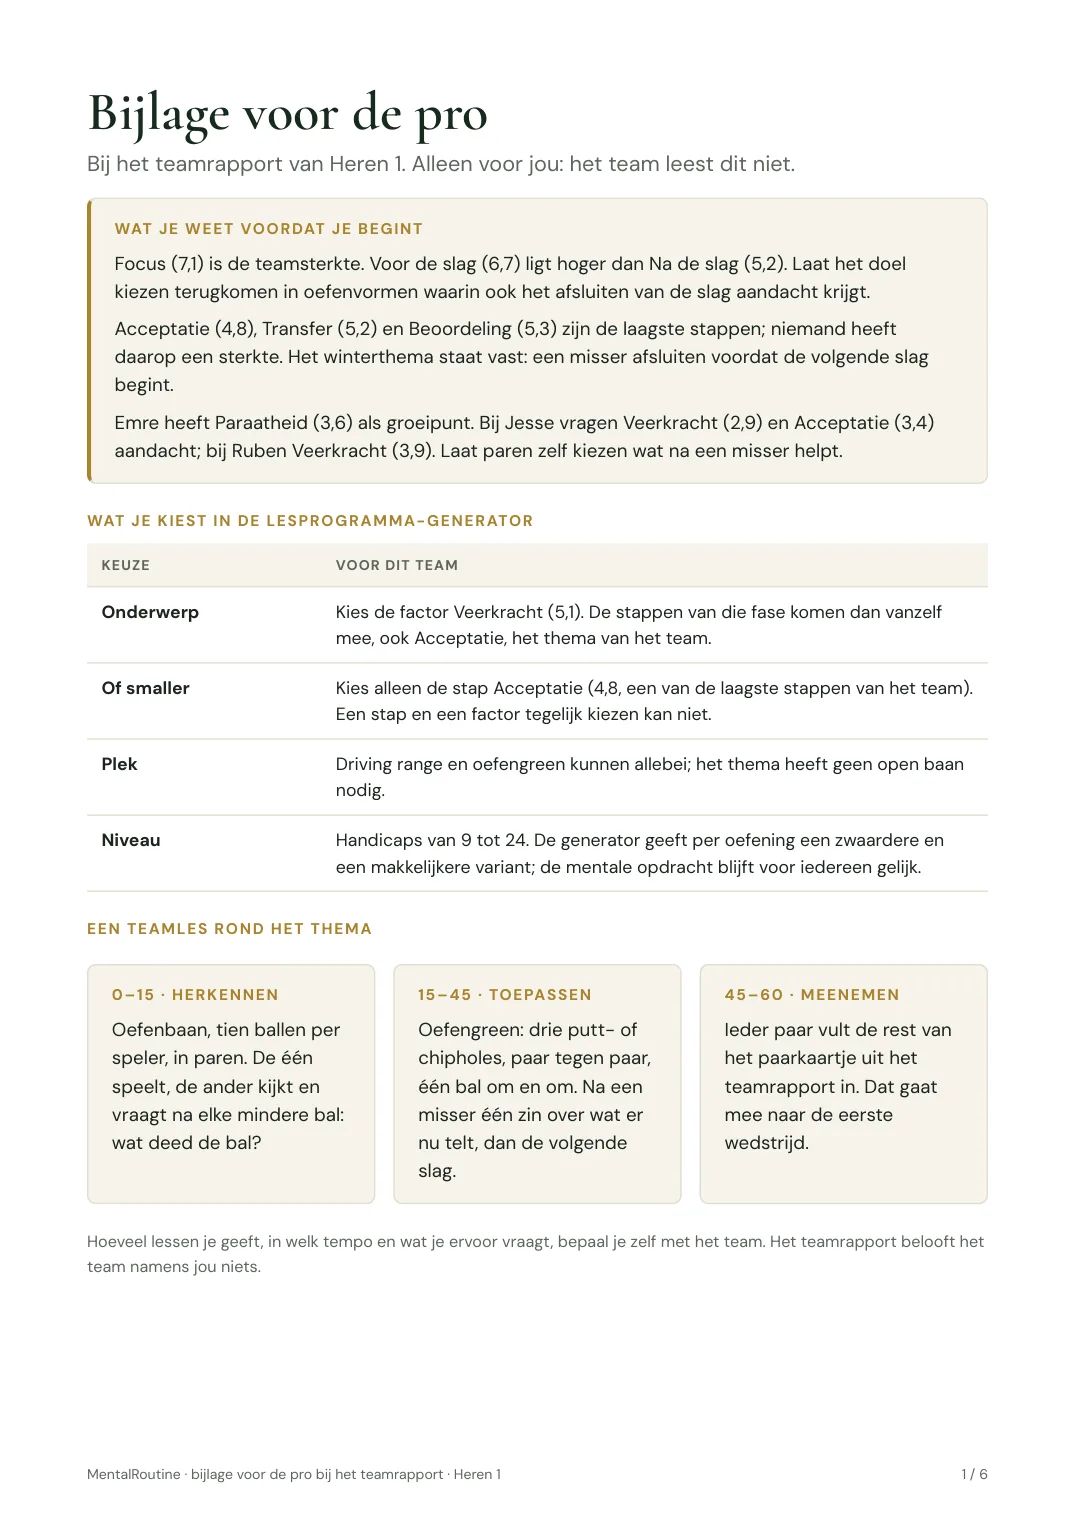 Bijlage voor de pro
Bij het teamrapport van Heren 1. Alleen voor jou: het team leest dit niet.
WAT JE WEET VOORDAT JE BEGINT
Focus (7,1) is de teamsterkte. Voor de slag (6,7) ligt hoger dan Na de slag (5,2). Laat het doel
kiezen terugkomen in oefenvormen waarin ook het afsluiten van de slag aandacht krijgt.
Acceptatie (4,8), Transfer (5,2) en Beoordeling (5,3) zijn de laagste stappen; niemand heeft
daarop een sterkte. Het winterthema staat vast: een misser afsluiten voordat de volgende slag
begint.
Emre heeft Paraatheid (3,6) als groeipunt. Bij Jesse vragen Veerkracht (2,9) en Acceptatie (3,4)
aandacht; bij Ruben Veerkracht (3,9). Laat paren zelf kiezen wat na een misser helpt.
WAT JE KIEST IN DE LESPROGRAMMA-GENERATOR
KEUZE VOOR DIT TEAM
Onderwerp Kies de factor Veerkracht (5,1). De stappen van die fase komen dan vanzelf
mee, ook Acceptatie, het thema van het team.
Of smaller Kies alleen de stap Acceptatie (4,8, een van de laagste stappen van het team).
Een stap en een factor tegelijk kiezen kan niet.
Plek Driving range en oefengreen kunnen allebei; het thema heeft geen open baan
nodig.
Niveau Handicaps van 9 tot 24. De generator geeft per oefening een zwaardere en
een makkelijkere variant; de mentale opdracht blijft voor iedereen gelijk.
EEN TEAMLES ROND HET THEMA
0–15 · HERKENNEN
Oefenbaan, tien ballen per
speler, in paren. De één
speelt, de ander kijkt en
vraagt na elke mindere bal:
wat deed de bal?
15–45 · TOEPASSEN
Oefengreen: drie putt- of
chipholes, paar tegen paar,
één bal om en om. Na een
misser één zin over wat er
nu telt, dan de volgende
slag.
45–60 · MEENEMEN
Ieder paar vult de rest van
het paarkaartje uit het
teamrapport in. Dat gaat
mee naar de eerste
wedstrijd.
Hoeveel lessen je geeft, in welk tempo en wat je ervoor vraagt, bepaal je zelf met het team. Het teamrapport belooft het
team namens jou niets.
MentalRoutine · bijlage voor de pro bij het teamrapport · Heren 1 1 / 6